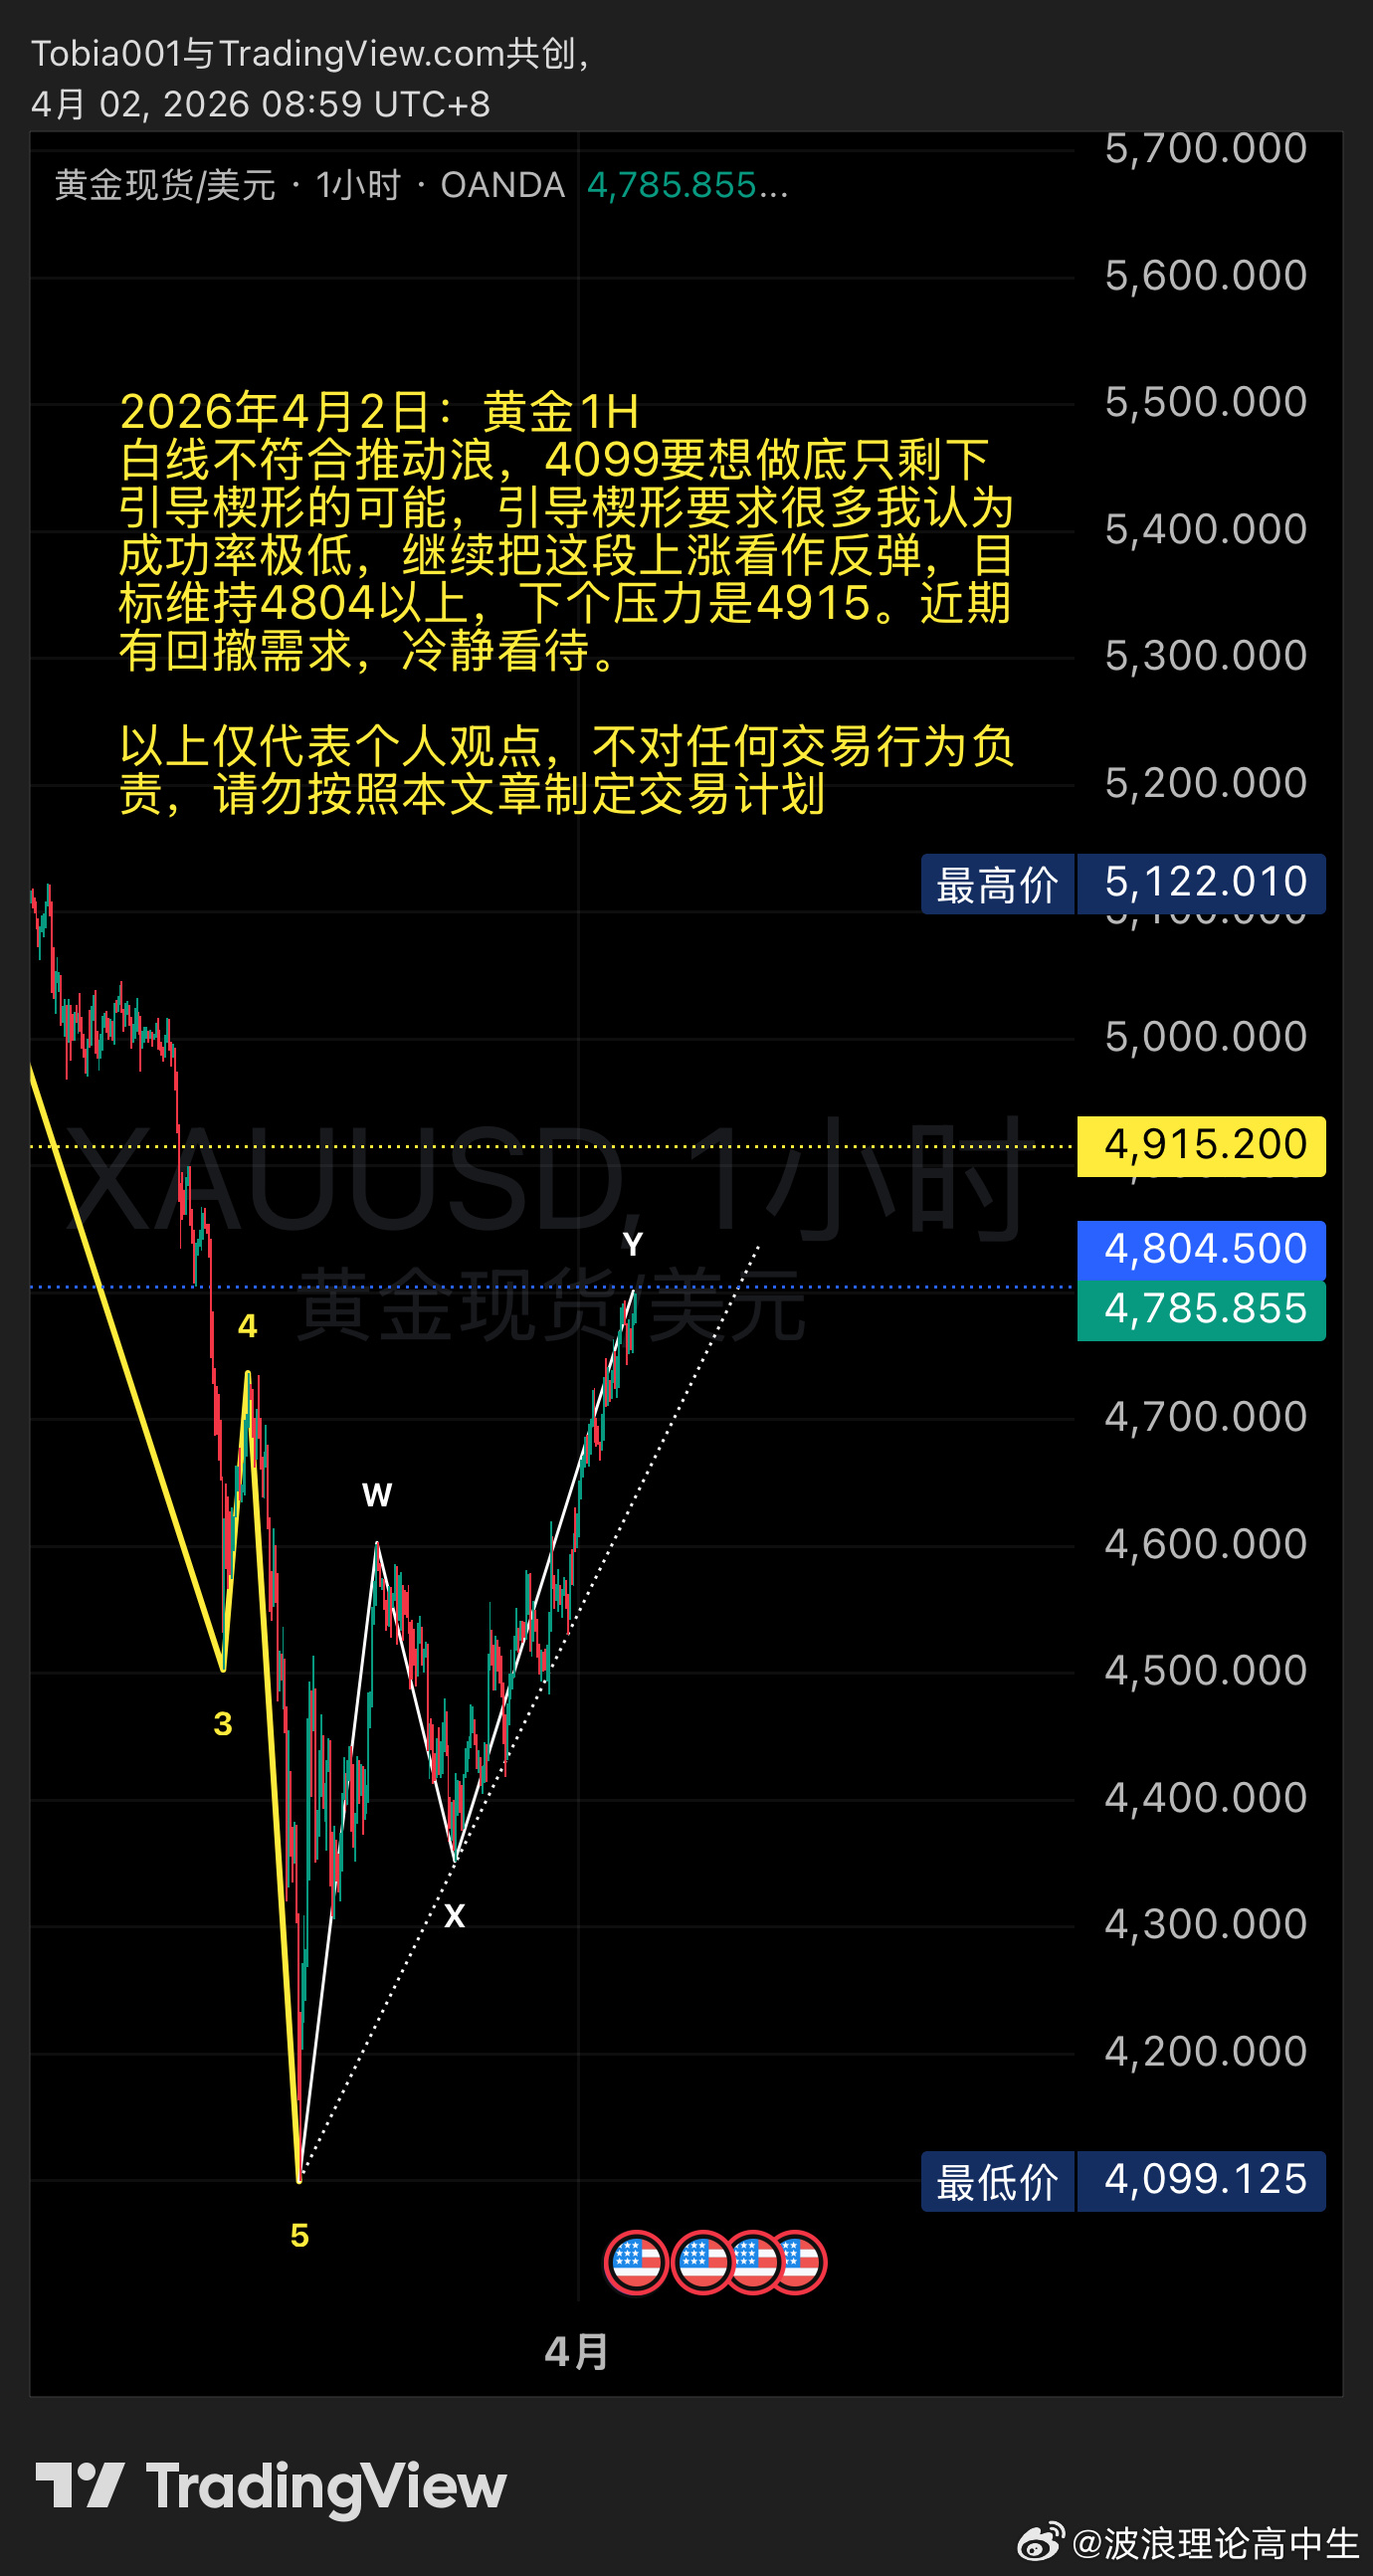 Tobia001与TradingView.com共创，
4月 02, 2026 08:59 UTC+8
5,700.000
黄金现货/美元 · 1小时 · OANDA 4,785.855...
5,600.000
5,500.000
2026年4月2日：黄金1H
白线不符合推动浪，4099要想做底只剩下
引导楔形的可能，引导楔形要求很多我认为
成功率极低，继续把这段上涨看作反弹，目
标维持4804以上，下个压力是4915。近期
有回撤需求，冷静看待。
5,400.000
5,300.000
以上仅代表个人观点，不对任何交易行为负
责，请勿按照本文章制定交易计划
5,200.000
最高价 5,122.010
5,100.000
5,000.000
4,915.200
XAUUSD, 1小时
黄金现货/美元
4,804.500
4,785.855
Y
4
4,700.000
W
4,600.000
4,500.000
3
4,400.000
X
4,300.000
4,200.000
最低价 4,099.125
5
4月
TradingView
@波浪理论高中生